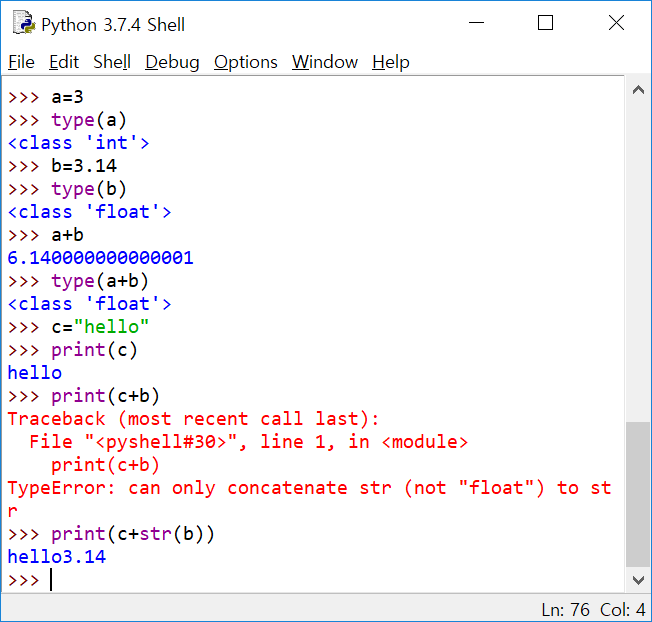 Python 3.7.4 Shell
File Edit Shell Debug Options Window Help
>>> a=3
>>> type(a)
<class 'int'>
>>> b=3.14
>>> type(b)
<class 'float'>
>>> a+b
6.140000000000001
>>> type(a+b)
<class 'float'>
>>> c="hello"
>>> print(c)
hello
>>> print(c+b)
Traceback (most recent call last):
  File "<pyshell#30>", line 1, in <module>
    print(c+b)
TypeError: can only concatenate str (not "float") to st
r
>>> print(c+str(b))
hello3.14
>>>
Ln: 76 Col: 4